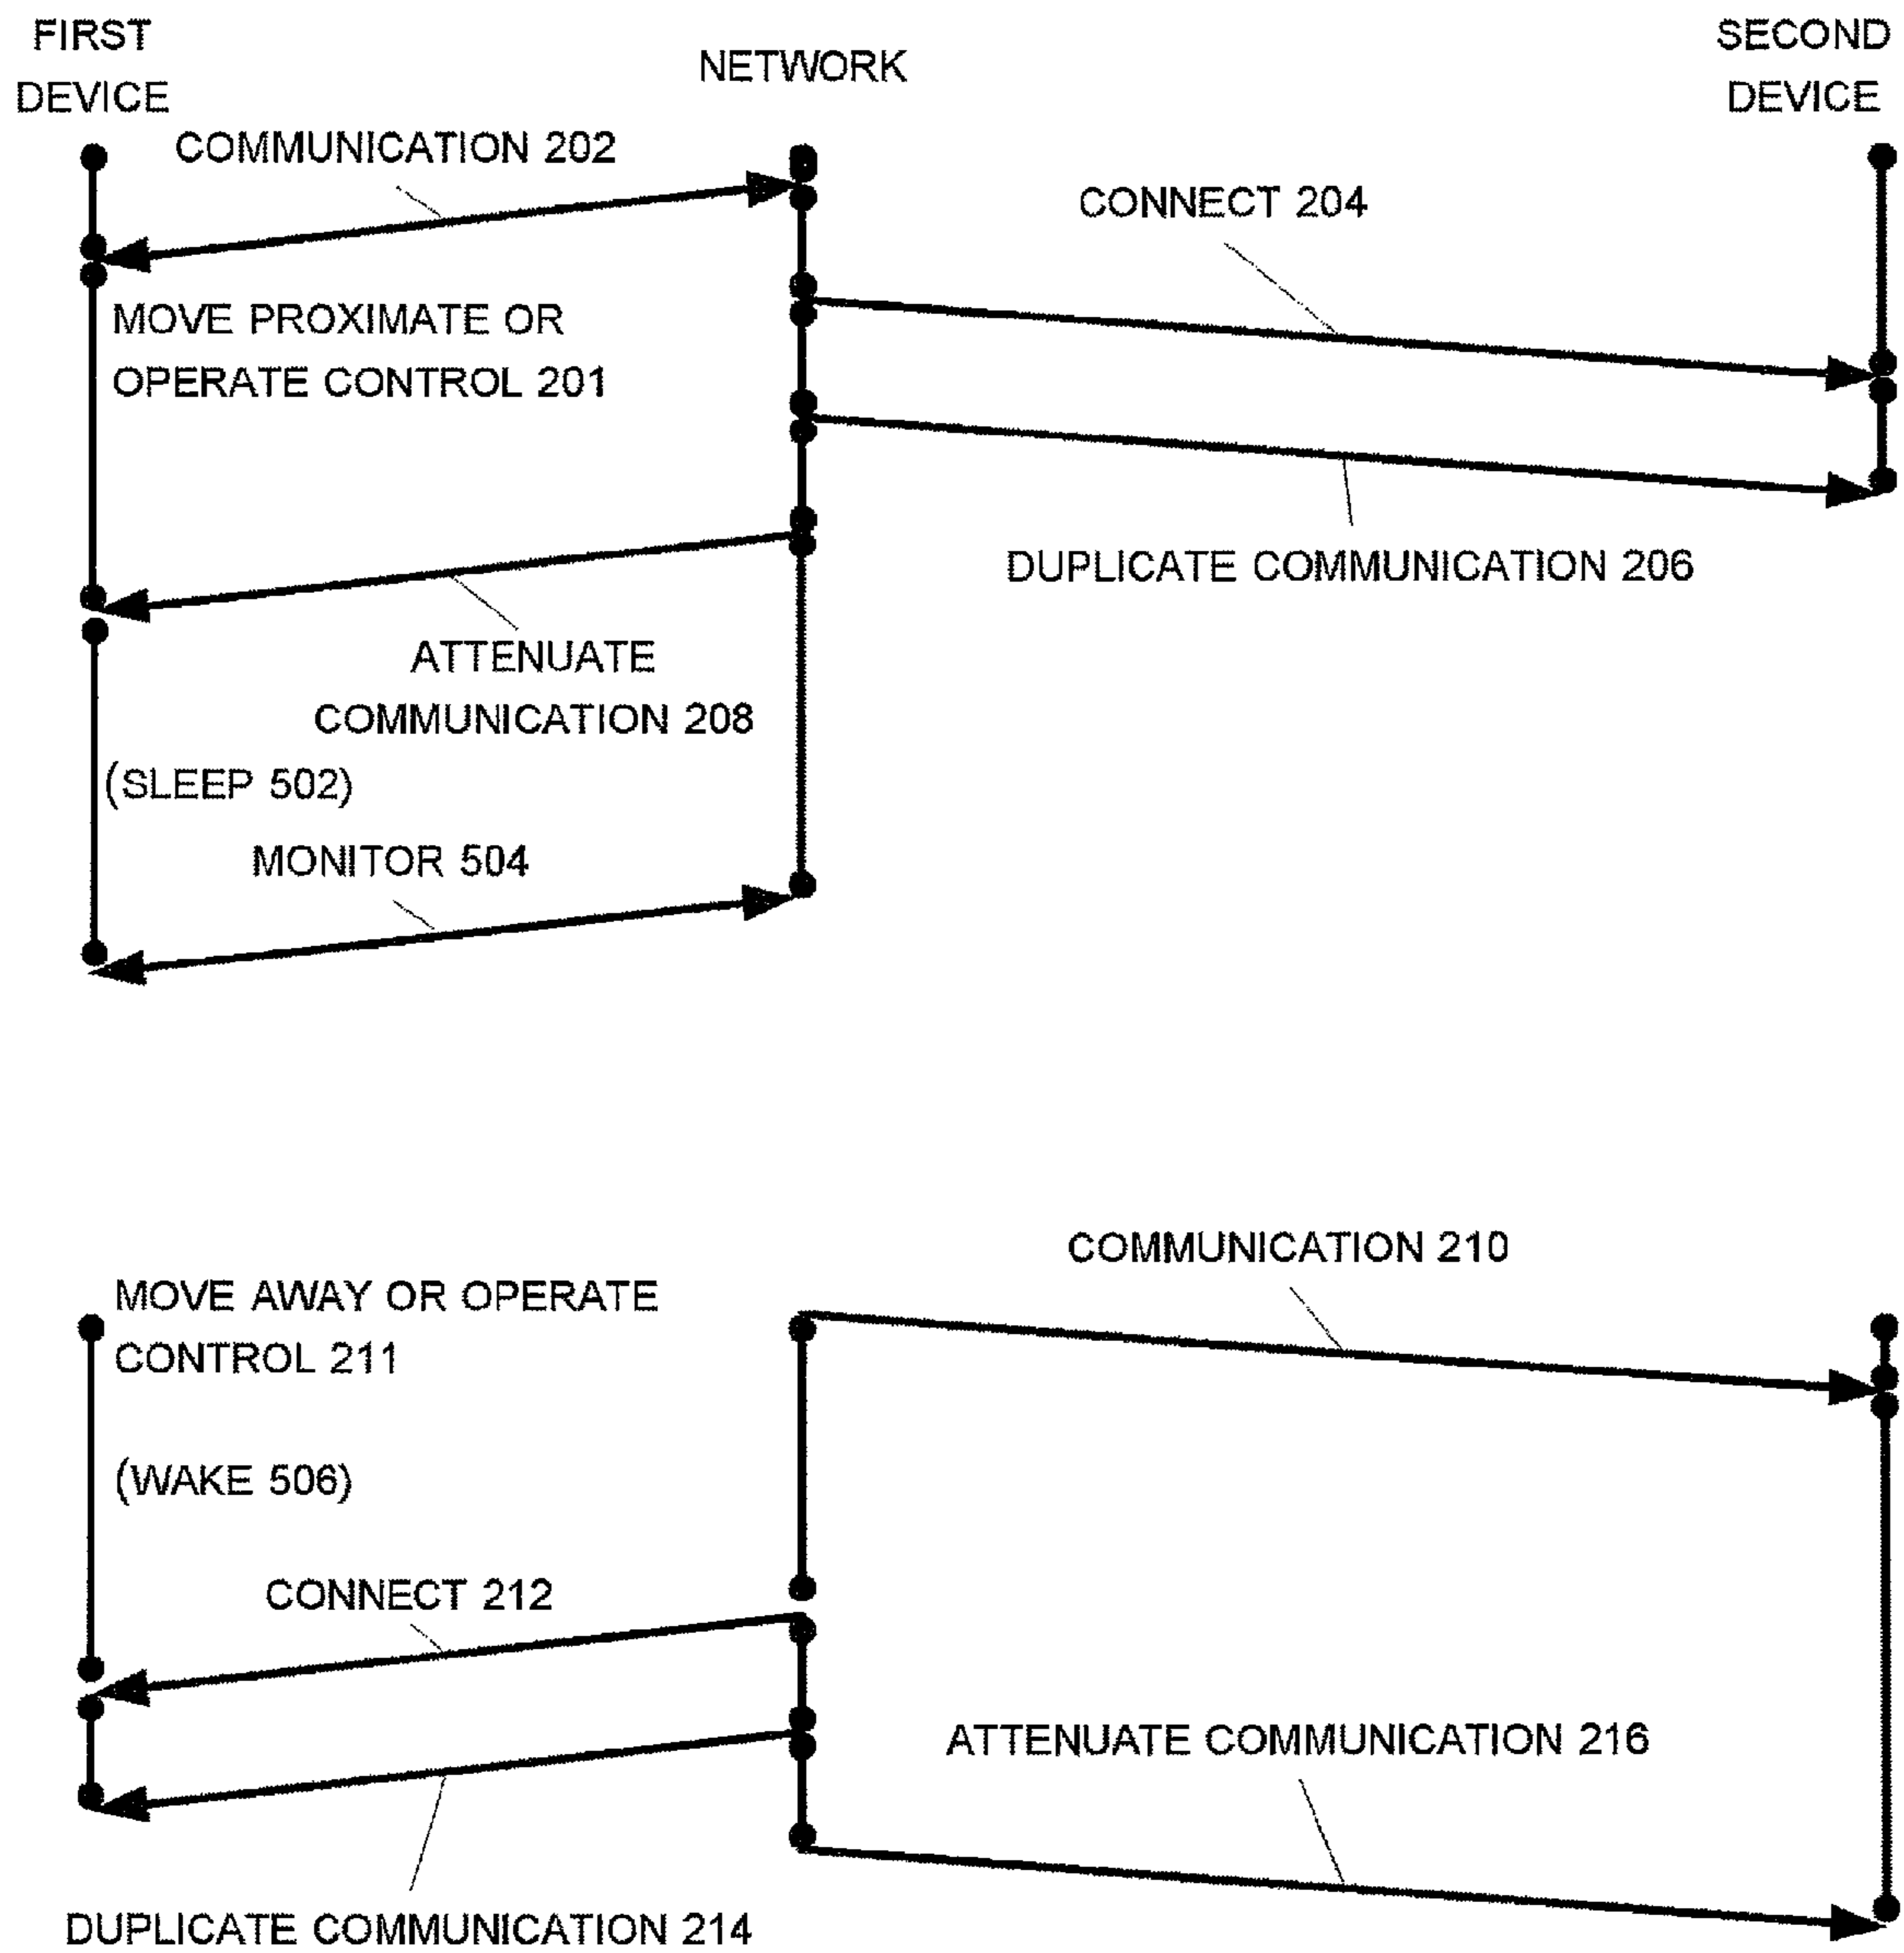 FIRST
DEVICE
NETWORK
SECOND
DEVICE
COMMUNICATION 202
CONNECT 204
MOVE PROXIMATE OR
OPERATE CONTROL 201
DUPLICATE COMMUNICATION 206
ATTENUATE
COMMUNICATION 208
(SLEEP 502)
MONITOR 504
COMMUNICATION 210
MOVE AWAY OR OPERATE
CONTROL 211
(WAKE 506)
CONNECT 212
ATTENUATE COMMUNICATION 216
DUPLICATE COMMUNICATION 214